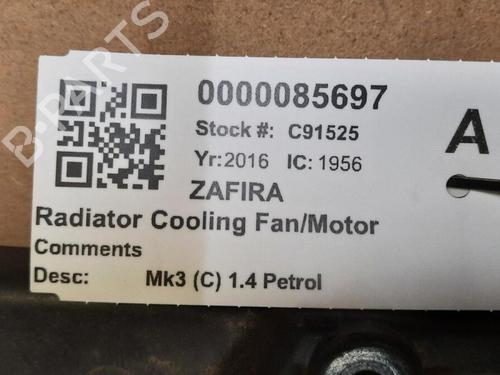 0000085697
A
Stock #: C91525
Yr:2016 IC:1956
ZAFIRA
Radiator Cooling Fan/Motor
Comments
Desc: Mk3 (C) 1.4 Petrol
B-PARTS